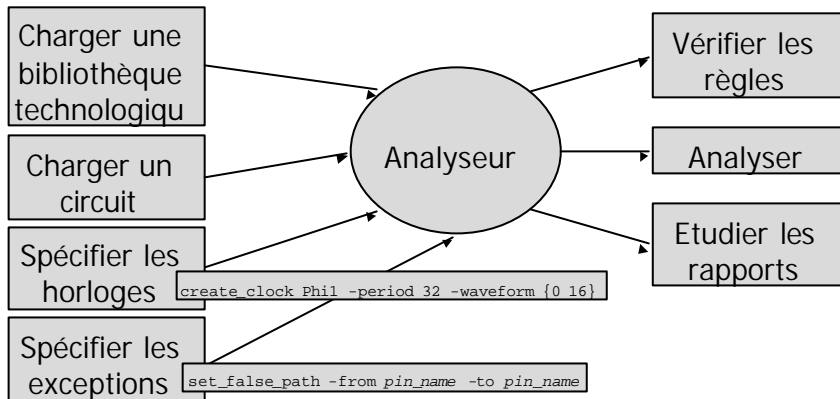 Charger une
bibliothèque
technologiqu
Charger un
circuit
Spécifier les
horloges
create_clock Phi1 -period 32 -waveform {0 16}
Spécifier les
exceptions
set_false_path -from pin_name -to pin_name
Analyseur
Vérifier les
règles
Analyser
Etudier les
rapports